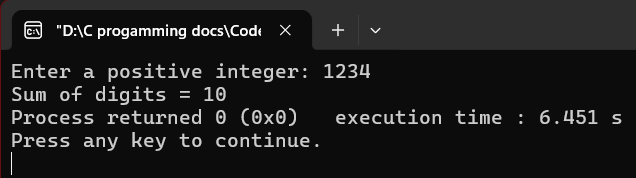 "D:\C progamming docs\Code
Enter a positive integer: 1234
Sum of digits = 10
Process returned 0 (0x0)   execution time : 6.451 s
Press any key to continue.